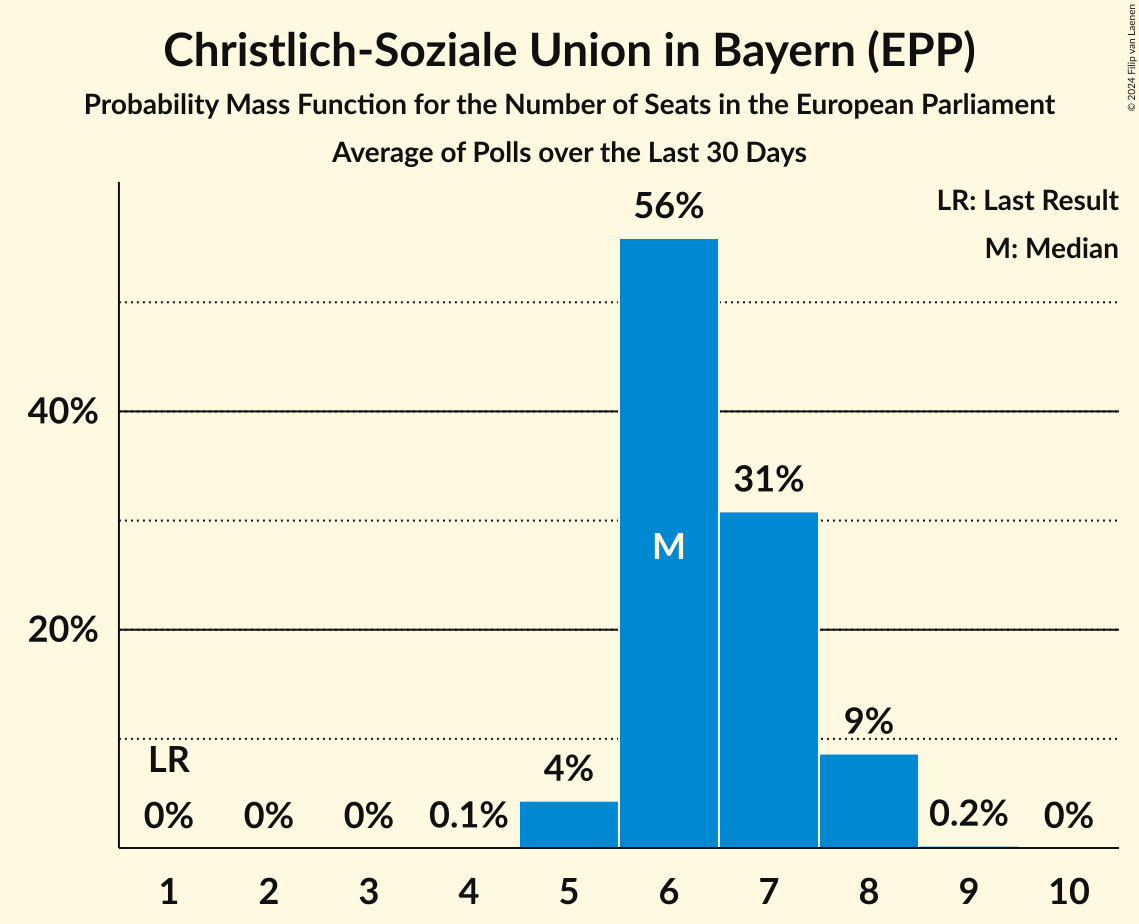 Christlich-Soziale Union in Bayern (EPP)
Probability Mass Function for the Number of Seats in the European Parliament
Average of Polls over the Last 30 Days
© 2024 Filip van Laenen
LR: Last Result
M: Median
56%
40%
31%
M
20%
9%
LR
4%
0% 0% 0% 0.1% 0.2% 0%
1 2 3 4 5 6 7 8 9 10